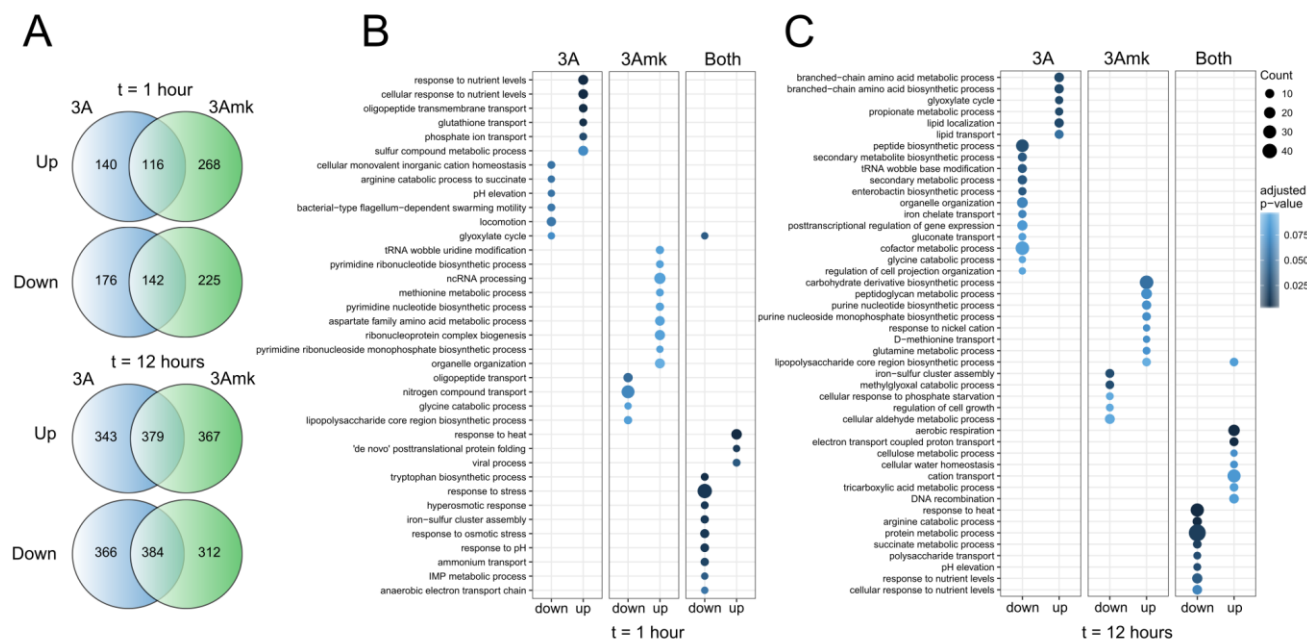 A
t = 1 hour
3A
3Amk
Up
140
116
268
Down
176
142
225
t = 12 hours
3A
3Amk
Up
343
379
367
Down
366
384
312
B
3A
3Amk
Both
response to nutrient levels
cellular response to nutrient levels
oligopeptide transmembrane transport
glutathione transport
phosphate ion transport
sulfur compound metabolic process
cellular monovalent inorganic cation homeostasis
arginine catabolic process to succinate
pH elevation
bacterial-type flagellum-dependent swarming motility
locomotion
glyoxylate cycle
tRNA wobble uridine modification
pyrimidine ribonucleotide biosynthetic process
ncRNA processing
methionine metabolic process
pyrimidine nucleotide biosynthetic process
aspartate family amino acid metabolic process
ribonucleoprotein complex biogenesis
pyrimidine ribonucleoside monophosphate biosynthetic process
organelle organization
oligopeptide transport
nitrogen compound transport
glycine catabolic process
lipopolysaccharide core region biosynthetic process
response to heat
'de novo' posttranslational protein folding
viral process
tryptophan biosynthetic process
response to stress
hyperosmotic response
iron-sulfur cluster assembly
response to osmotic stress
response to pH
ammonium transport
IMP metabolic process
anaerobic electron transport chain
down up
down up
down up
t = 1 hour
C
3A
3Amk
Both
branched-chain amino acid metabolic process
branched-chain amino acid biosynthetic process
glyoxylate cycle
propionate metabolic process
lipid localization
lipid transport
peptide biosynthetic process
secondary metabolite biosynthetic process
tRNA wobble base modification
secondary metabolic process
enterobactin biosynthetic process
organelle organization
iron chelate transport
posttranscriptional regulation of gene expression
gluconate transport
cofactor metabolic process
glycine catabolic process
regulation of cell projection organization
carbohydrate derivative biosynthetic process
peptidoglycan metabolic process
purine nucleotide biosynthetic process
purine nucleoside monophosphate biosynthetic process
response to nickel cation
D-methionine transport
glutamine metabolic process
lipopolysaccharide core region biosynthetic process
iron-sulfur cluster assembly
methylglyoxal catabolic process
cellular response to phosphate starvation
regulation of cell growth
cellular aldehyde metabolic process
aerobic respiration
electron transport coupled proton transport
cellulose metabolic process
cellular water homeostasis
cation transport
tricarboxylic acid metabolic process
DNA recombination
response to heat
arginine catabolic process
protein metabolic process
succinate metabolic process
polysaccharide transport
pH elevation
response to nutrient levels
cellular response to nutrient levels
down up
down up
down up
t = 12 hours
Count
10
20
30
40
adjusted
p-value
0.075
0.050
0.025